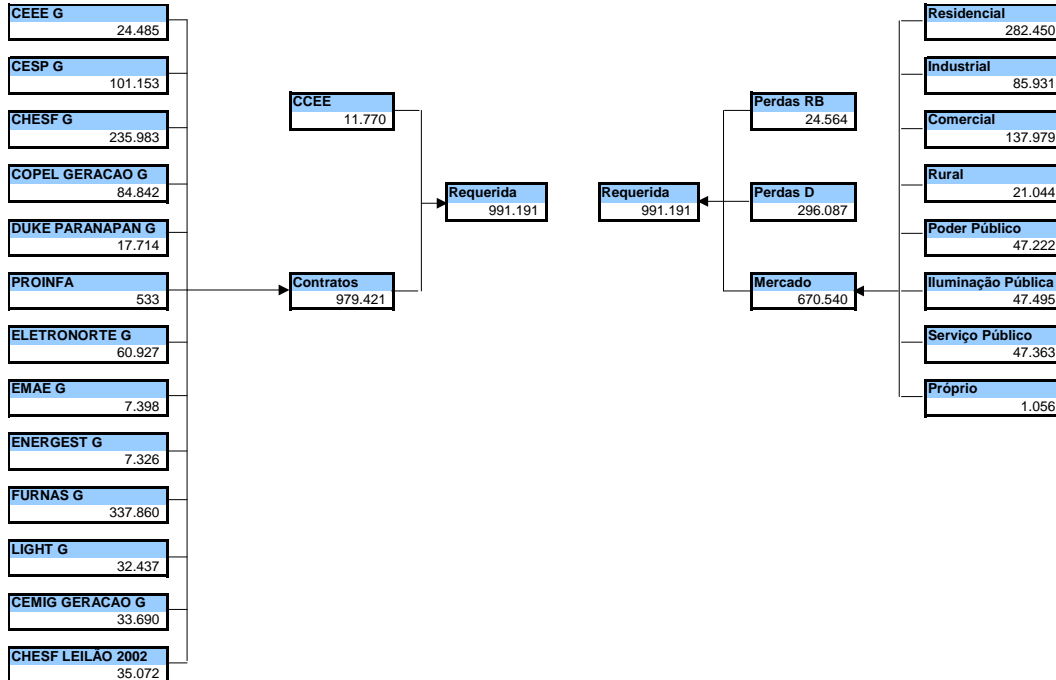 CEEE G
24.485
CESP G
101.153
CHESF G
235.983
COPEL GERACAO G
84.842
DUKE PARANAPAN G
17.714
PROINFA
533
ELETRONORTE G
60.927
EMAE G
7.398
ENERGEST G
7.326
FURNAS G
337.860
LIGHT G
32.437
CEMIG GERACAO G
33.690
CHESF LEILÃO 2002
35.072
CCEE
11.770
Contratos
979.421
Requerida
991.191
Requerida
991.191
Perdas RB
24.564
Perdas D
296.087
Mercado
670.540
Residencial
282.450
Industrial
85.931
Comercial
137.979
Rural
21.044
Poder Público
47.222
Iluminação Pública
47.495
Serviço Público
47.363
Próprio
1.056